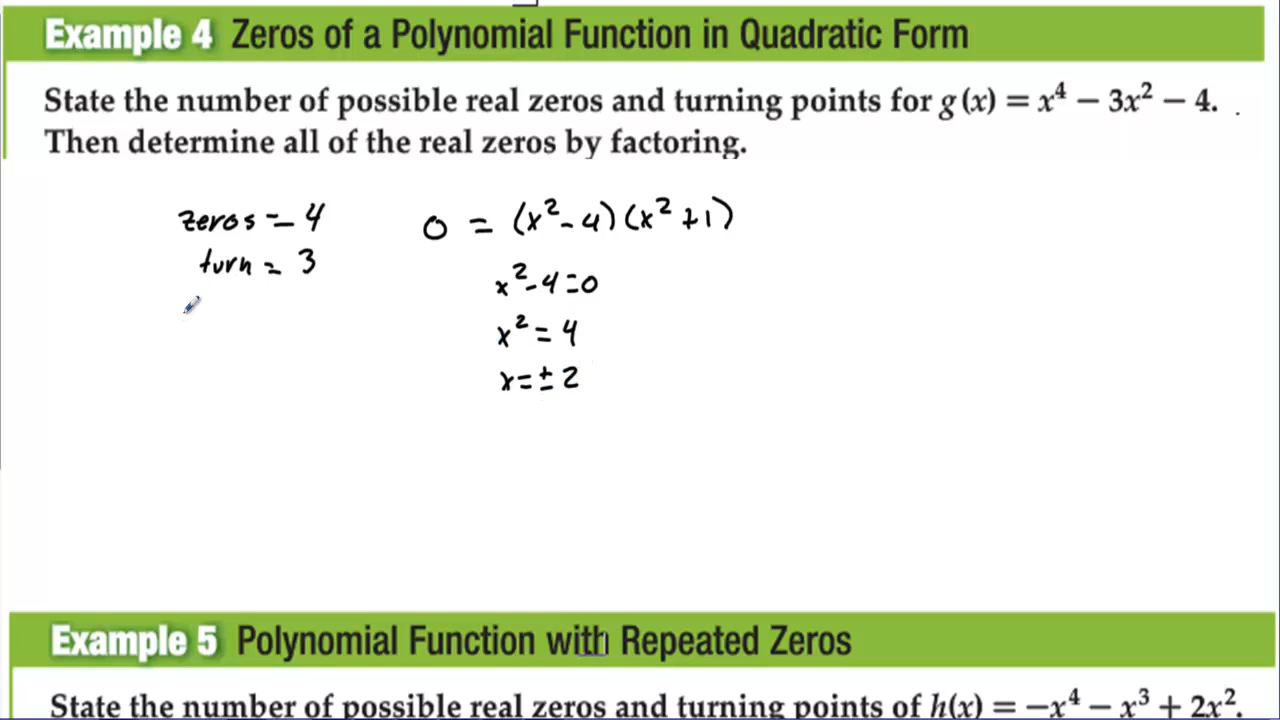 Example 4 Zeros of a Polynomial Function in Quadratic Form
State the number of possible real zeros and turning points for g(x) = x⁴ − 3x² − 4.
Then determine all of the real zeros by factoring.
zeros = 4
turn = 3
0 = (x² - 4)(x² + 1)
x² - 4 = 0
x² = 4
x = ± 2
Example 5 Polynomial Function with Repeated Zeros
State the number of possible real zeros and turning points of h(x) = −x⁴ − x³ + 2x².